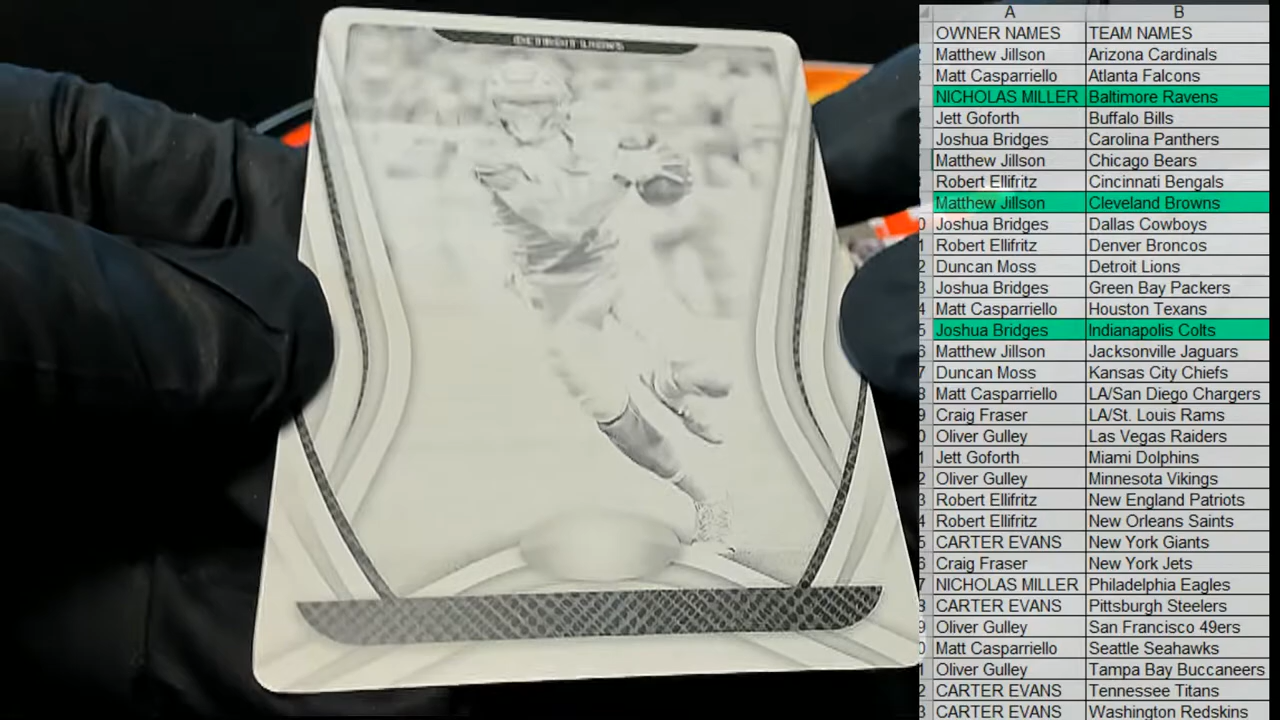 DETROIT LIONS
A B
OWNER NAMES TEAM NAMES
Matthew Jillson Arizona Cardinals
Matt Casparriello Atlanta Falcons
NICHOLAS MILLER Baltimore Ravens
Jett Goforth Buffalo Bills
Joshua Bridges Carolina Panthers
Matthew Jillson Chicago Bears
Robert Ellifritz Cincinnati Bengals
Matthew Jillson Cleveland Browns
Joshua Bridges Dallas Cowboys
Robert Ellifritz Denver Broncos
Duncan Moss Detroit Lions
Joshua Bridges Green Bay Packers
Matt Casparriello Houston Texans
Joshua Bridges Indianapolis Colts
Matthew Jillson Jacksonville Jaguars
Duncan Moss Kansas City Chiefs
Matt Casparriello LA/San Diego Chargers
Craig Fraser LA/St. Louis Rams
Oliver Gulley Las Vegas Raiders
Jett Goforth Miami Dolphins
Oliver Gulley Minnesota Vikings
Robert Ellifritz New England Patriots
Robert Ellifritz New Orleans Saints
CARTER EVANS New York Giants
Craig Fraser New York Jets
NICHOLAS MILLER Philadelphia Eagles
CARTER EVANS Pittsburgh Steelers
Oliver Gulley San Francisco 49ers
Matt Casparriello Seattle Seahawks
Oliver Gulley Tampa Bay Buccaneers
CARTER EVANS Tennessee Titans
CARTER EVANS Washington Redskins